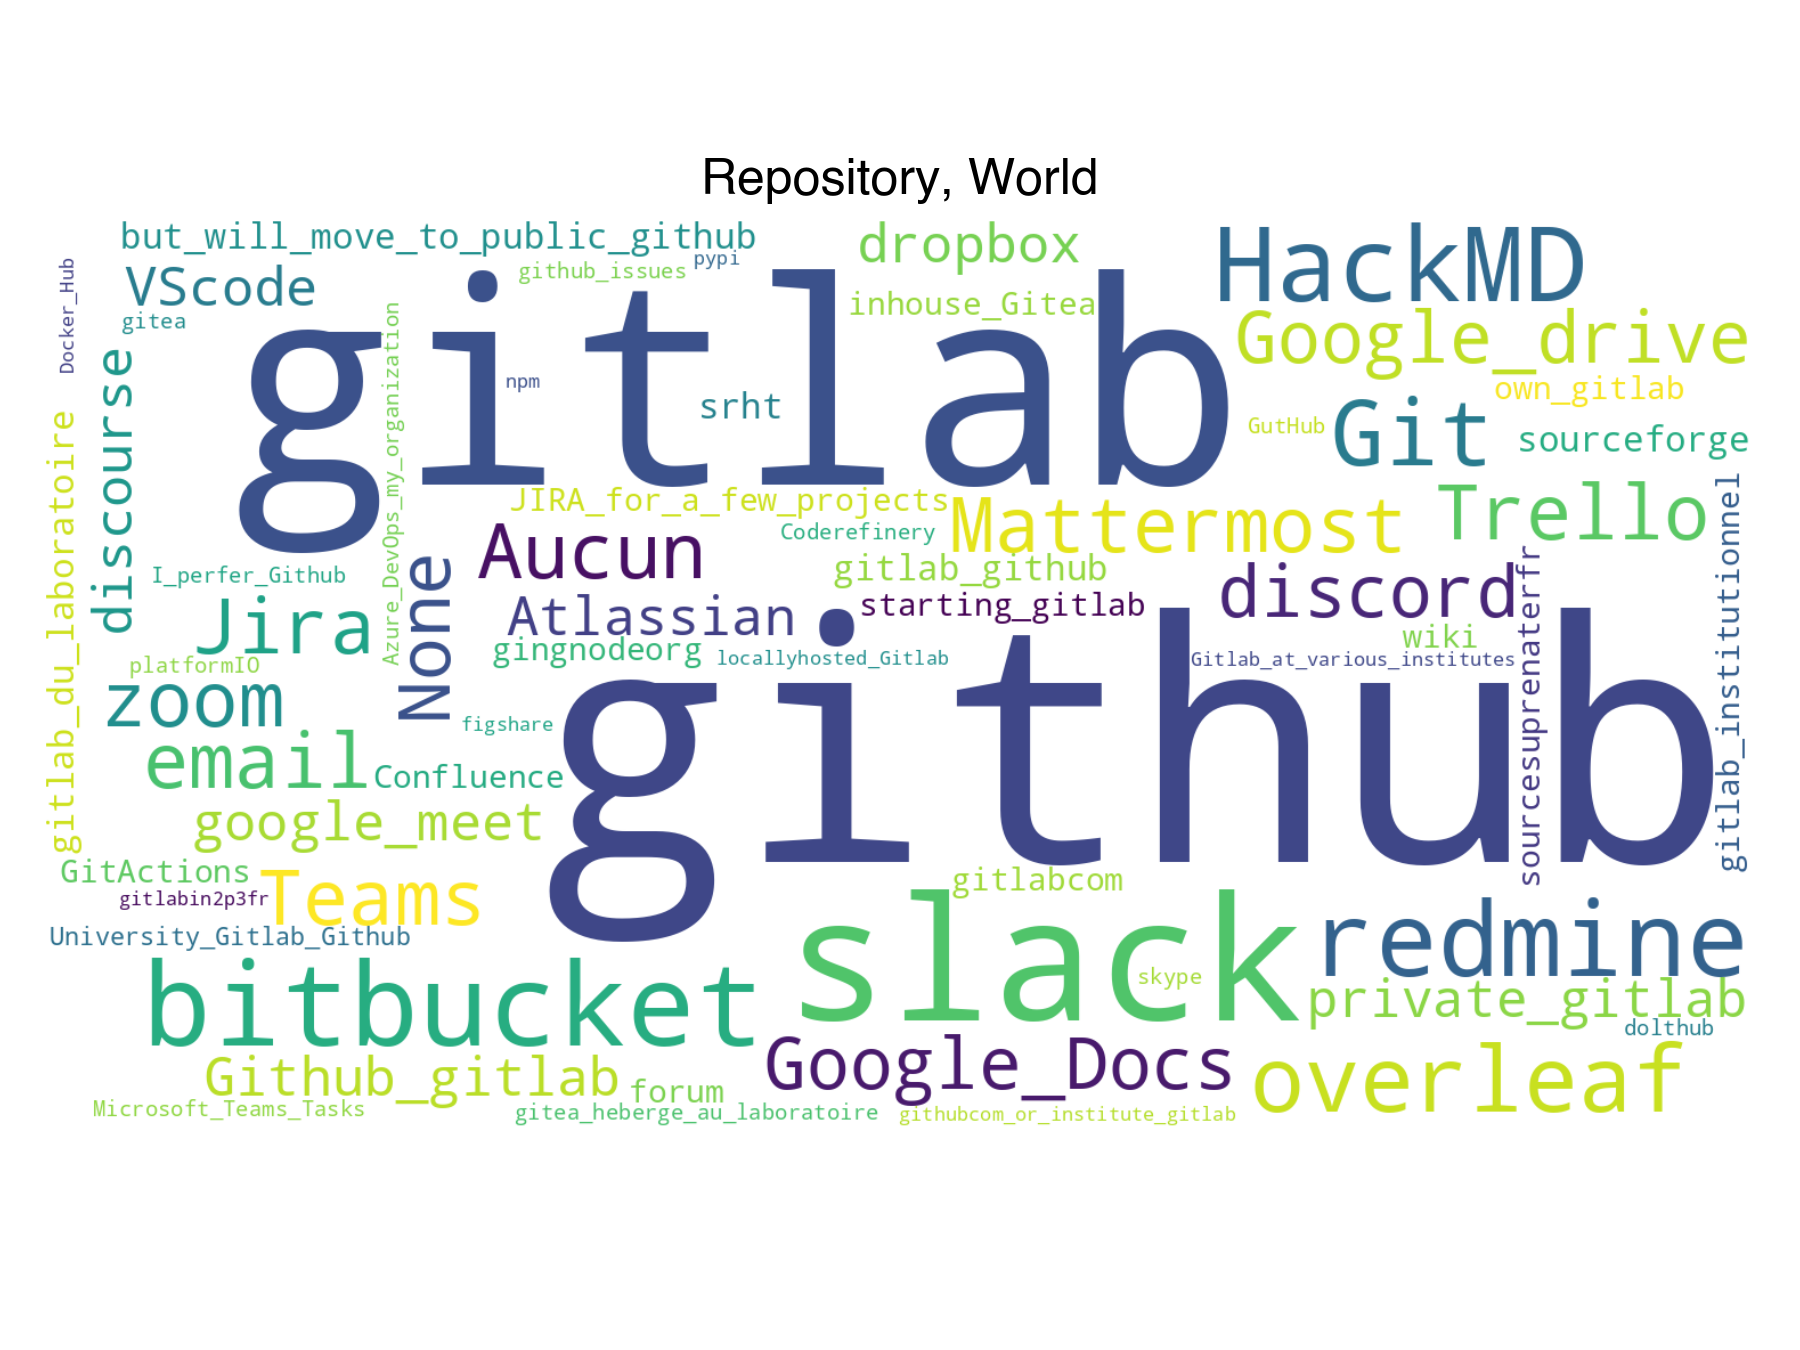 Repository, World
but_will_move_to_public_github
dropbox
HackMD
pypi
github_issues
Docker_Hub
VScode
gitlab
inhouse_Gitea
Google_drive
gitea
npm
srht
own_gitlab
GutHub
Git
sourceforge
discourse
Azure_DevOps_my_organization
gitlab_du_laboratoire
JIRA_for_a_few_projects
Mattermost
Trello
Coderefinery
Aucun
gitlab_github
I_perfer_Github
None
discord
sourcesuprenaterfr
gitlab_institutionnel
Jira
Atlassian
starting_gitlab
wiki
gingnodeorg
locallyhosted_Gitlab
Gitlab_at_various_institutes
platformIO
zoom
figshare
github
email
Confluence
google_meet
GitActions
gitlabcom
gitlabin2p3fr
Teams
University_Gitlab_Github
slack
redmine
bitbucket
skype
private_gitlab
dolthub
Github_gitlab
forum
Google_Docs
overleaf
Microsoft_Teams_Tasks
gitea_heberge_au_laboratoire
githubcom_or_institute_gitlab